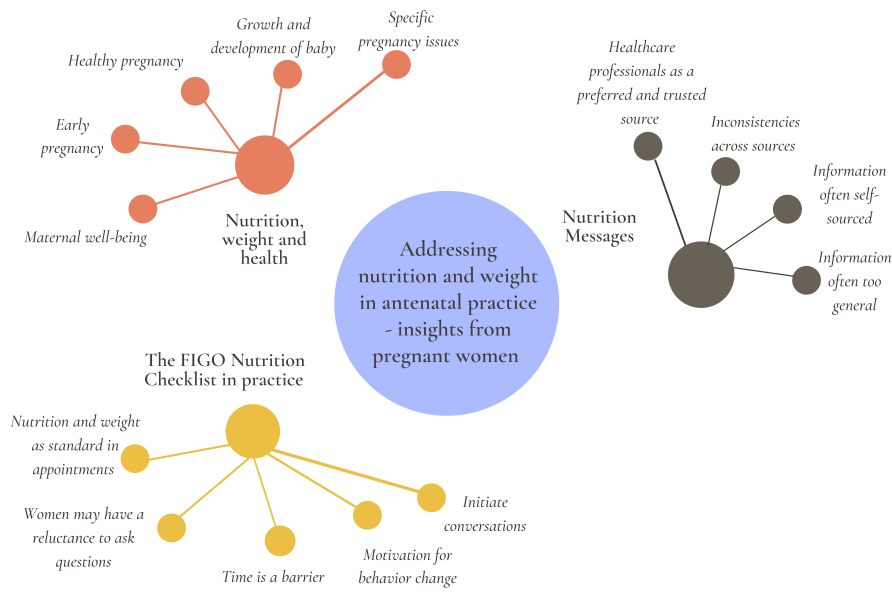 Specific
pregnancy issues
Growth and
development of baby
Healthy pregnancy
Early
pregnancy
Maternal well-being
Nutrition,
weight and
health
Healthcare
professionals as a
preferred and trusted
source
Inconsistencies
across sources
Information
often self-
sourced
Information
often too
general
Nutrition
Messages
Addressing
nutrition and weight
in antenatal practice
- insights from
pregnant women
The FIGO Nutrition
Checklist in practice
Nutrition and weight
as standard in
appointments
Women may have a
reluctance to ask
questions
Time is a barrier
Motivation for
behavior change
Initiate
conversations